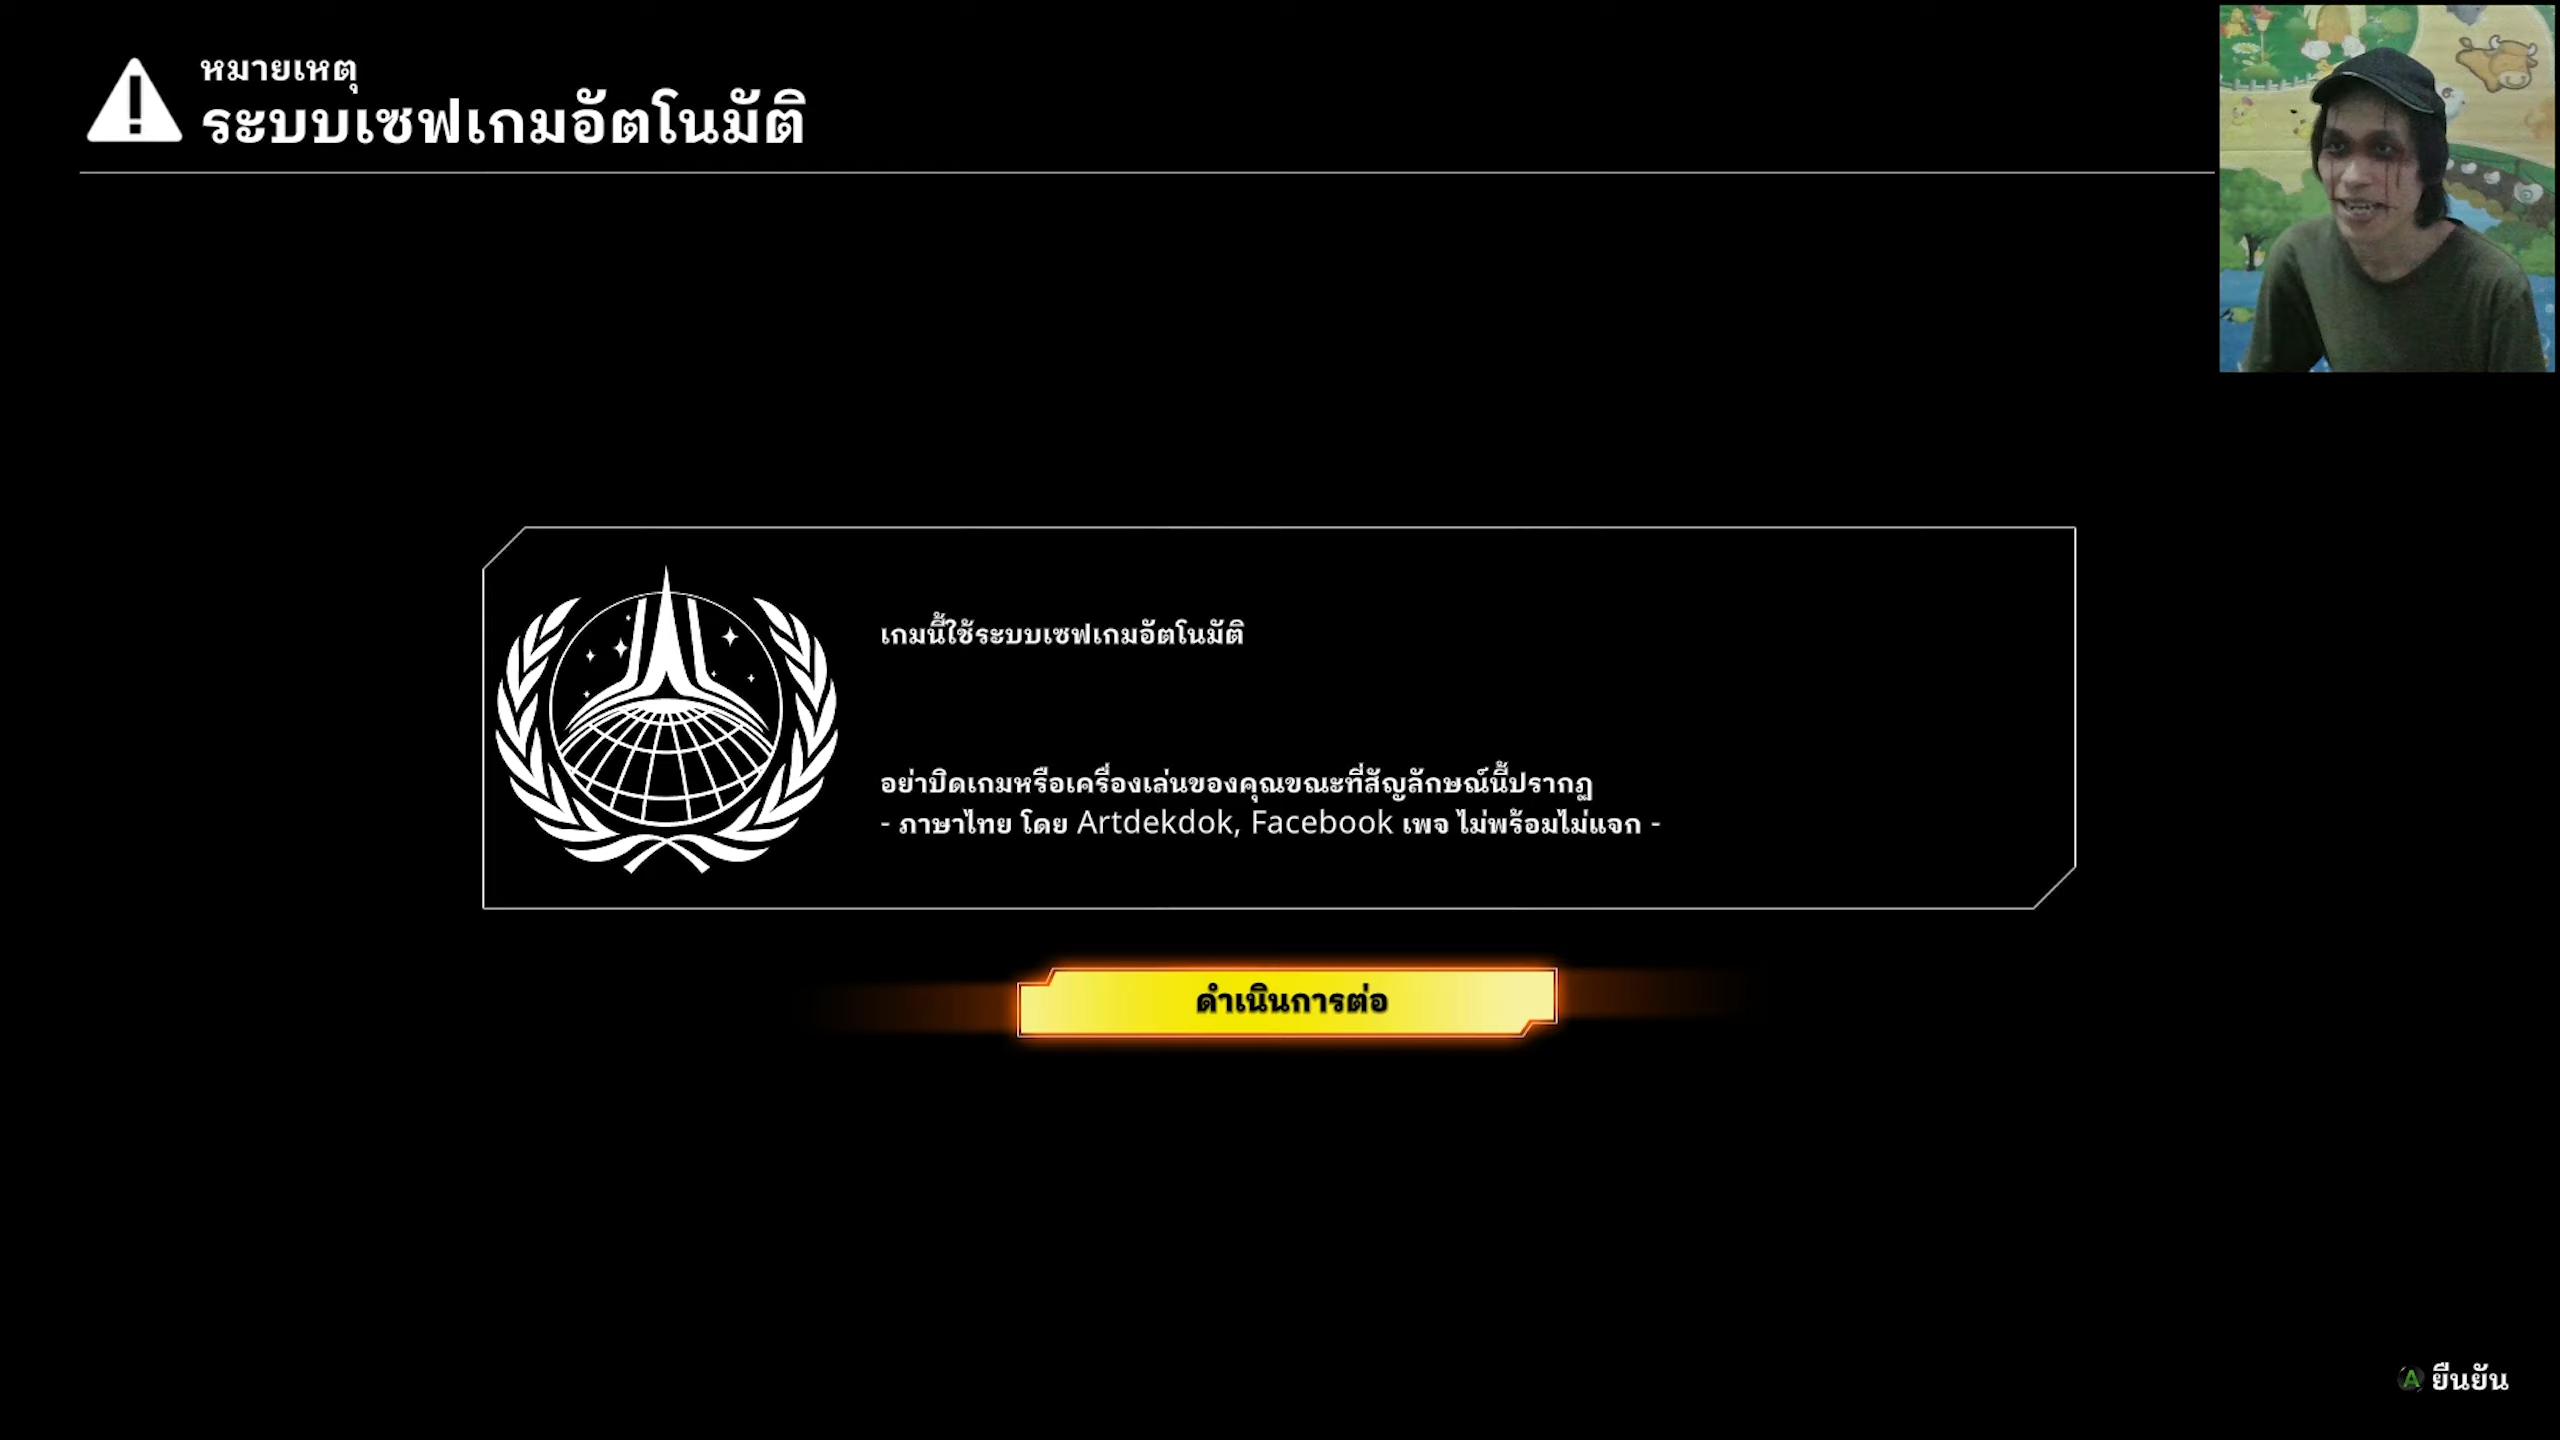 หมายเหตุ
ระบบเซฟเกมอัตโนมัติ
เกมนี้ใช้ระบบเซฟเกมอัตโนมัติ
อย่าปิดเกมหรือเครื่องเล่นของคุณขณะที่สัญลักษณ์นี้ปรากฏ
- ภาษาไทย โดย Artdekdok, Facebook เพจ ไม่พร้อมไม่แจก -
ดำเนินการต่อ
A ยืนยัน